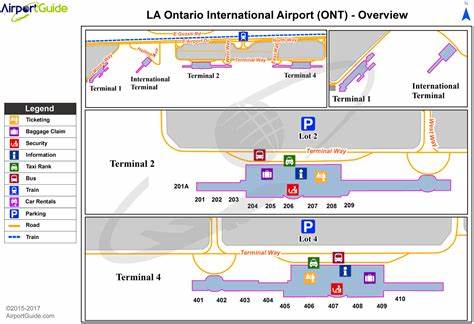 AirportGuide
LA Ontario International Airport (ONT) - Overview
N
E Airport Dr
Terminal Way
Terminal 1
International
Terminal
Terminal 2
Terminal 4
Terminal 1
International
Terminal
Legend
Ticketing
Baggage Claim
Security
Information
Taxi Rank
Bus
Train
Car Rentals
Parking
Road
Train
P
Lot 2
Terminal Way
West Way
Terminal 2
201A
201 202 203 204 205 206 207 208 209
P
Lot 4
Terminal Way
Terminal 4
401 402 403 404 405 406 407 408 409 410
©2015-2017
AirportGuide.com